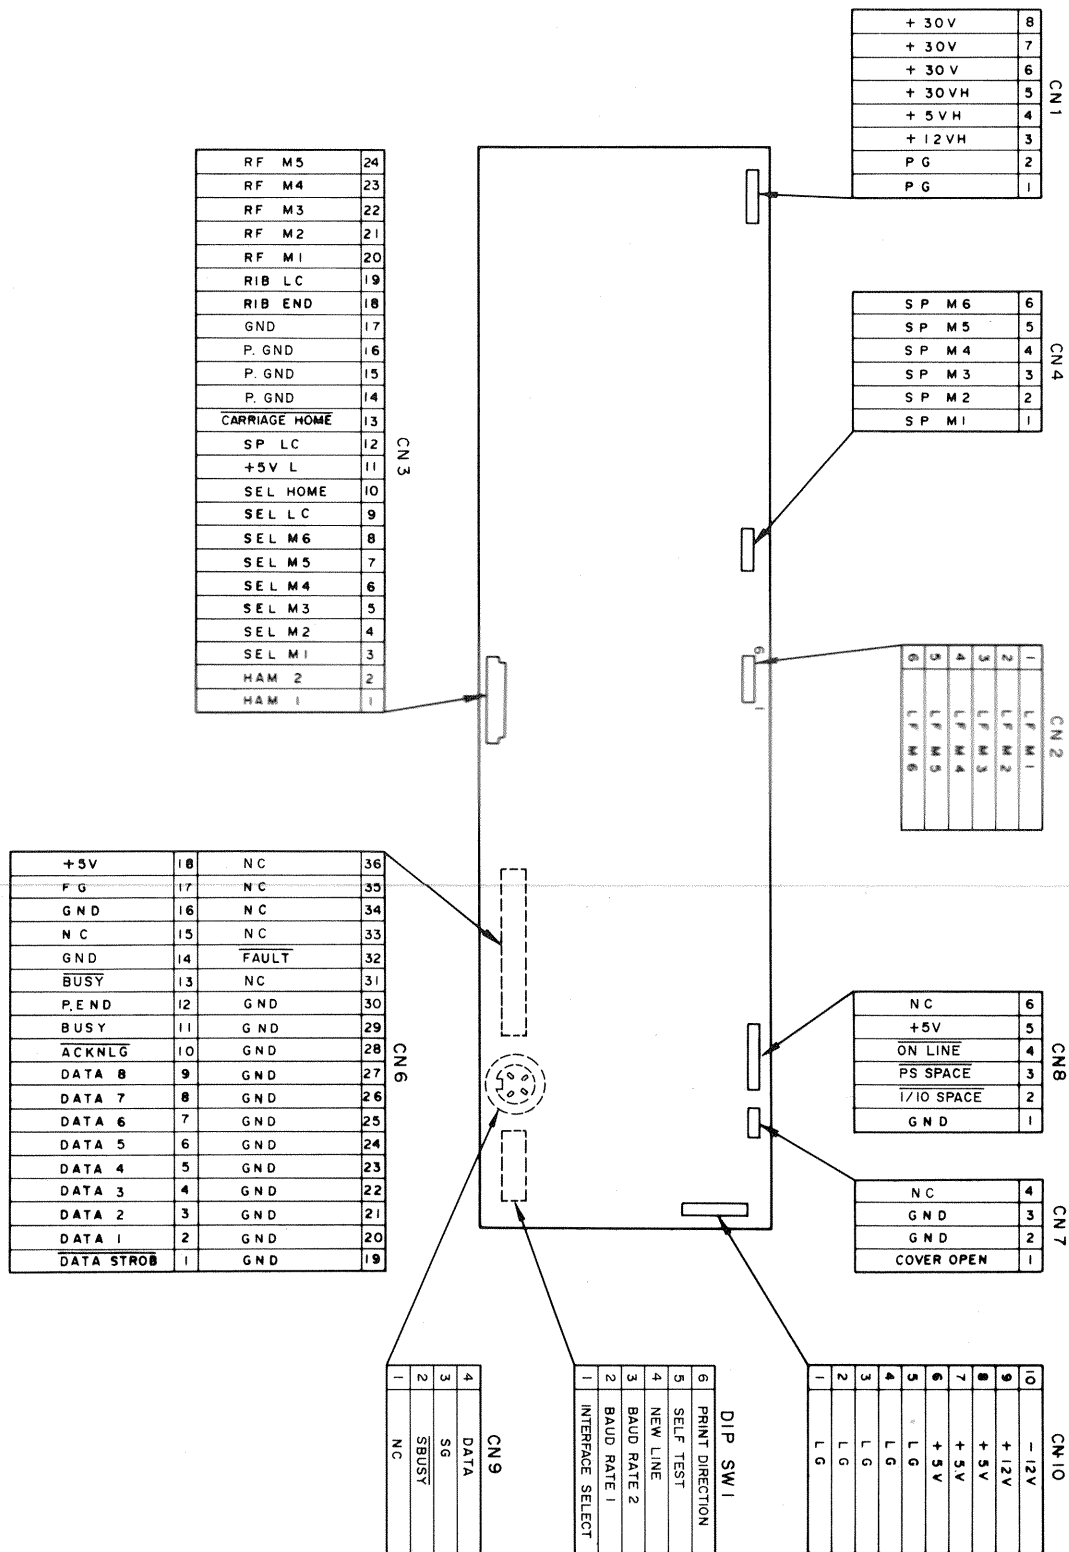 CN1
+ 30V 8
+ 30V 7
+ 30V 6
+ 30VH 5
+ 5VH 4
+ 12VH 3
PG 2
PG 1
CN4
SP M6 6
SP M5 5
SP M4 4
SP M3 3
SP M2 2
SP M1 1
CN3
RF M5 24
RF M4 23
RF M3 22
RF M2 21
RF M1 20
RIB LC 19
RIB END 18
GND 17
P. GND 16
P. GND 15
P. GND 14
CARRIAGE HOME 13
SP LC 12
+5V L 11
SEL HOME 10
SEL LC 9
SEL M6 8
SEL M5 7
SEL M4 6
SEL M3 5
SEL M2 4
SEL M1 3
HAM 2 2
HAM 1 1
6
1
CN2
1 LF M1
2 LF M2
3 LF M3
4 LF M4
5 LF M5
6 LF M6
CN6
+5V 18 NC 36
FG 17 NC 35
GND 16 NC 34
NC 15 NC 33
GND 14 FAULT 32
BUSY 13 NC 31
P.END 12 GND 30
BUSY 11 GND 29
ACKNLG 10 GND 28
DATA 8 9 GND 27
DATA 7 8 GND 26
DATA 6 7 GND 25
DATA 5 6 GND 24
DATA 4 5 GND 23
DATA 3 4 GND 22
DATA 2 3 GND 21
DATA 1 2 GND 20
DATA STROB 1 GND 19
CN8
NC 6
+5V 5
ON LINE 4
PS SPACE 3
1/10 SPACE 2
GND 1
CN7
NC 4
GND 3
GND 2
COVER OPEN 1
CN10
10 -12V
9 +12V
8 +5V
7 +5V
6 +5V
5 LG
4 LG
3 LG
2 LG
1 LG
DIP SW1
6 PRINT DIRECTION
5 SELF TEST
4 NEW LINE
3 BAUD RATE 2
2 BAUD RATE 1
1 INTERFACE SELECT
CN9
4 DATA
3 SG
2 SBUSY
1 NC